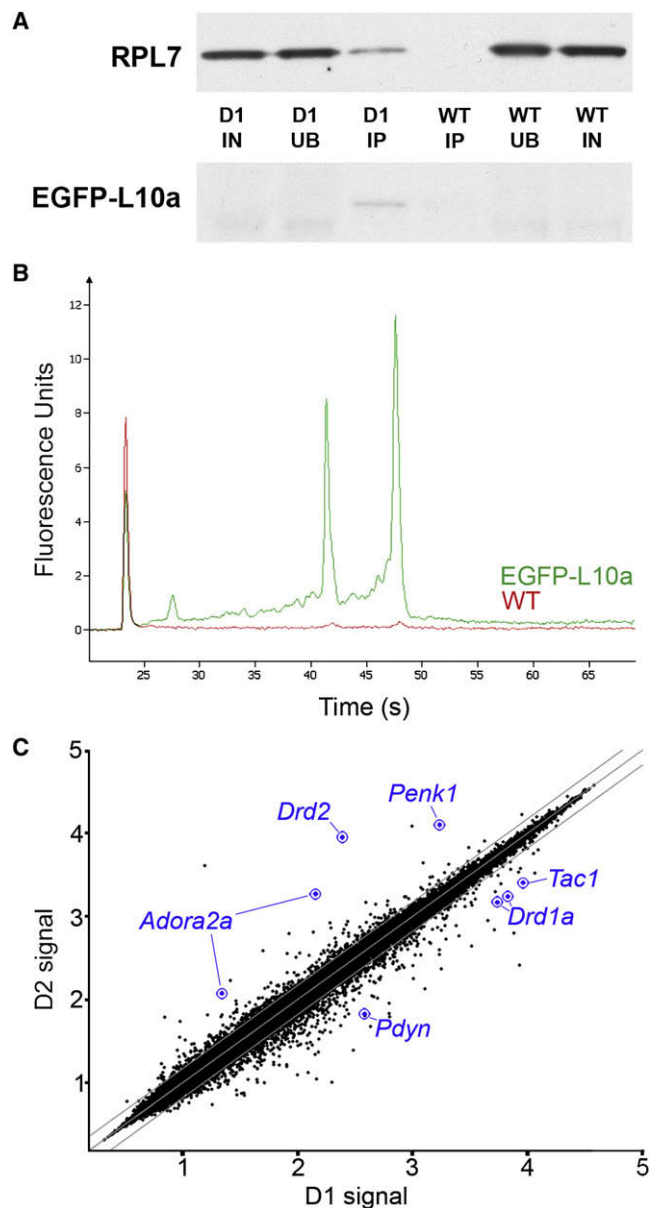 A
RPL7
D1 D1 D1 WT WT WT
IN UB IP IP UB IN
EGFP-L10a
B
Fluorescence Units
12
10
8
6
4
2
0
EGFP-L10a
WT
25 30 35 40 45 50 55 60 65
Time (s)
C
D2 signal
5
4
3
2
1
Drd2
Penk1
Adora2a
Tac1
Drd1a
Pdyn
1 2 3 4 5
D1 signal